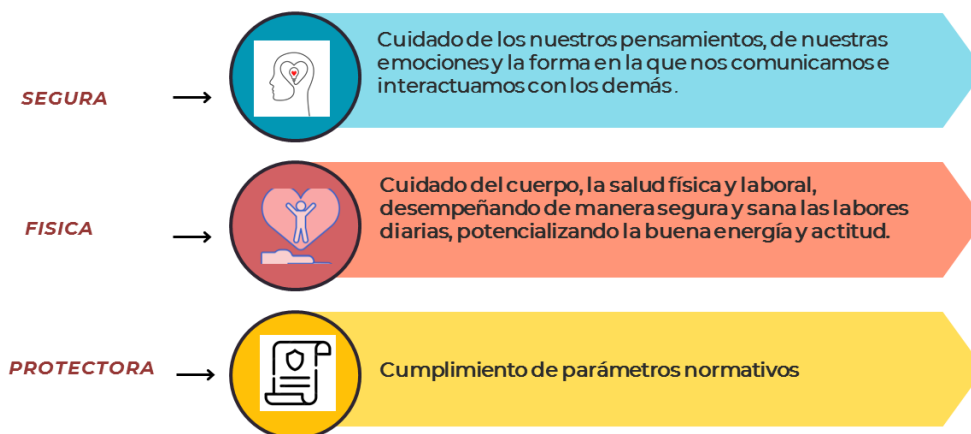 SEGURA
Cuidado de los nuestros pensamientos, de nuestras
emociones y la forma en la que nos comunicamos e
interactuamos con los demás.
FISICA
Cuidado del cuerpo, la salud física y laboral,
desempeñando de manera segura y sana las labores
diarias, potencializando la buena energía y actitud.
PROTECTORA
Cumplimiento de parámetros normativos